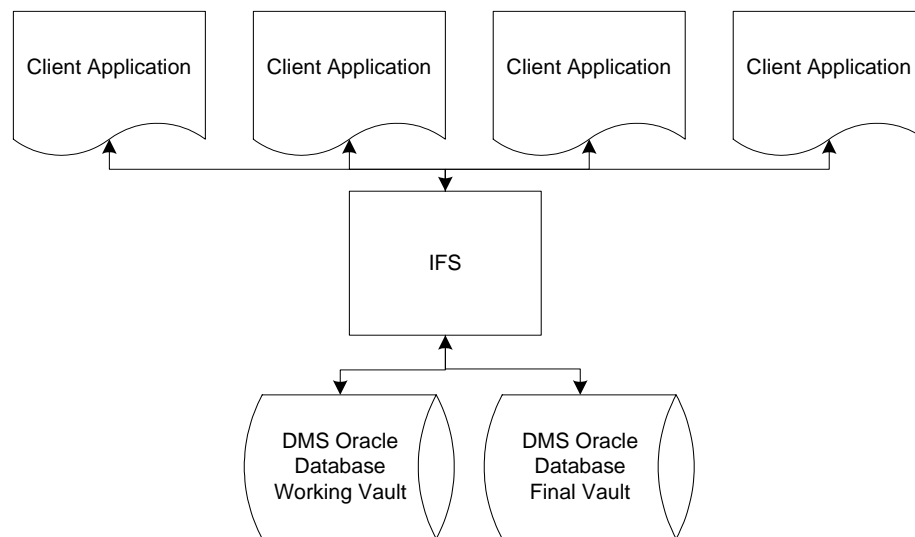 Client Application
Client Application
Client Application
Client Application
IFS
DMS Oracle
Database
Working Vault
DMS Oracle
Database
Final Vault